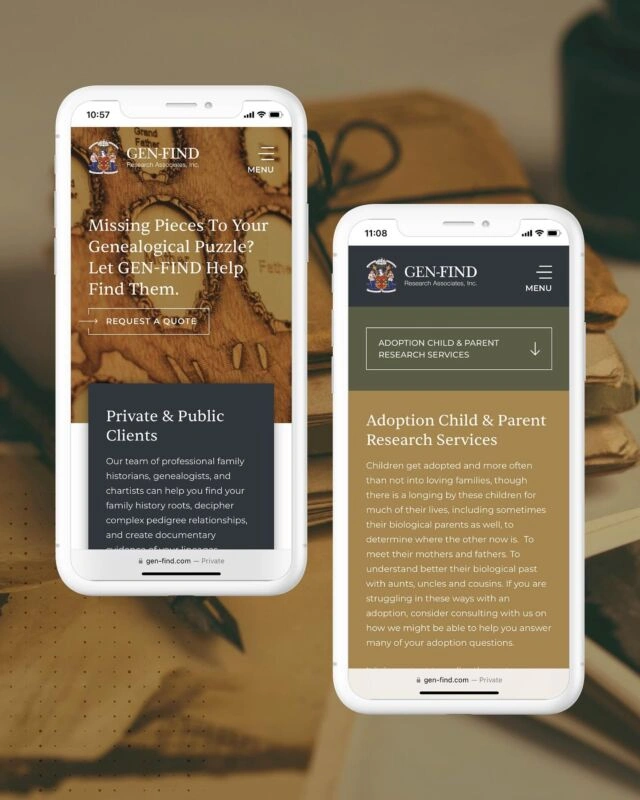 10:57
Grand
Father
GEN-FIND
Research Associates, Inc.
MENU
Missing Pieces To Your
Genealogical Puzzle?
Let GEN-FIND Help
Find Them.
REQUEST A QUOTE
Private & Public
Clients
Our team of professional family
historians, genealogists, and
chartists can help you find your
family history roots, decipher
complex pedigree relationships,
and create documentary
evidence of your lineages
gen-find.com — Private
11:08
GEN-FIND
Research Associates, Inc.
MENU
ADOPTION CHILD & PARENT
RESEARCH SERVICES
Adoption Child & Parent
Research Services
Children get adopted and more often
than not into loving families, though
there is a longing by these children for
much of their lives, including sometimes
their biological parents as well, to
determine where the other now is. To
meet their mothers and fathers. To
understand better their biological past
with aunts, uncles and cousins. If you are
struggling in these ways with an
adoption, consider consulting with us on
how we might be able to help you answer
many of your adoption questions.
gen-find.com — Private